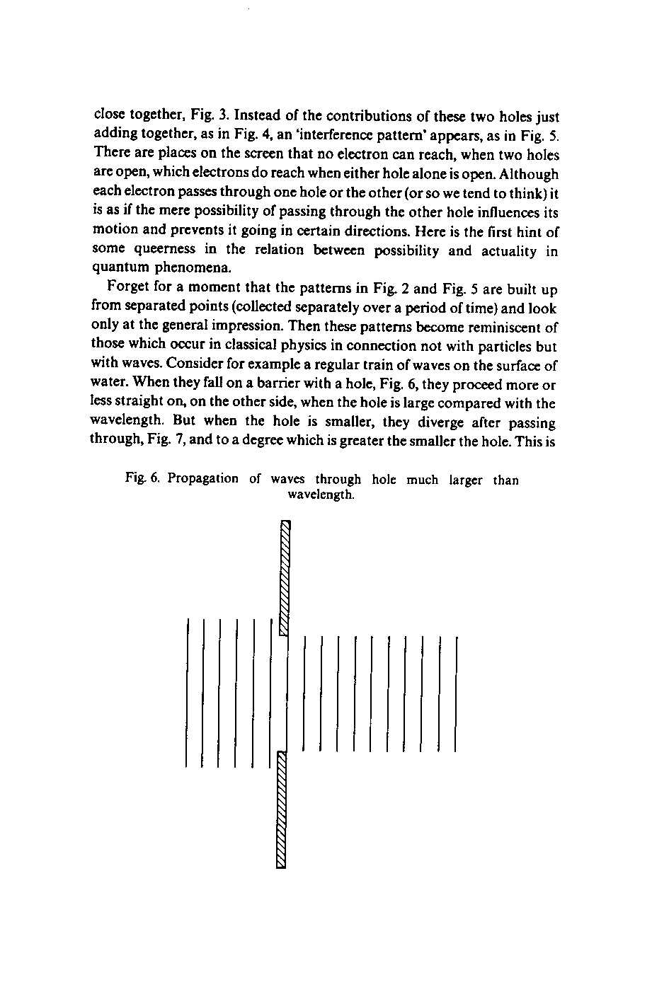 close together, Fig. 3. Instead of the contributions of these two holes just
adding together, as in Fig. 4, an ‘interference pattern’ appears, as in Fig. 5.
There are places on the screen that no electron can reach, when two holes
are open, which electrons do reach when either hole alone is open. Although
each electron passes through one hole or the other (or so we tend to think) it
is as if the mere possibility of passing through the other hole influences its
motion and prevents it going in certain directions. Here is the first hint of
some queerness in the relation between possibility and actuality in
quantum phenomena.
Forget for a moment that the patterns in Fig. 2 and Fig. 5 are built up
from separated points (collected separately over a period of time) and look
only at the general impression. Then these patterns become reminiscent of
those which occur in classical physics in connection not with particles but
with waves. Consider for example a regular train of waves on the surface of
water. When they fall on a barrier with a hole, Fig. 6, they proceed more or
less straight on, on the other side, when the hole is large compared with the
wavelength. But when the hole is smaller, they diverge after passing
through, Fig. 7, and to a degree which is greater the smaller the hole. This is
Fig. 6. Propagation of waves through hole much larger than
wavelength.